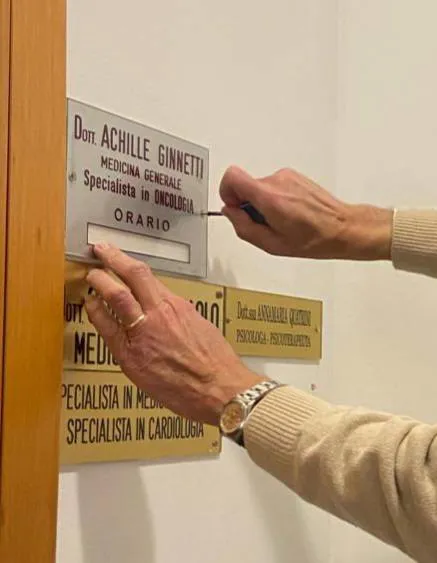 Dott. ACHILLE GINNETTI
MEDICINA GENERALE
Specialista in ONCOLOGIA
ORARIO
Dott.ssa ANNAMARIA QUATRINI
PSICOLOGA - PSICOTERAPEUTA
SPECIALISTA IN
SPECIALISTA IN CARDIOLOGIA